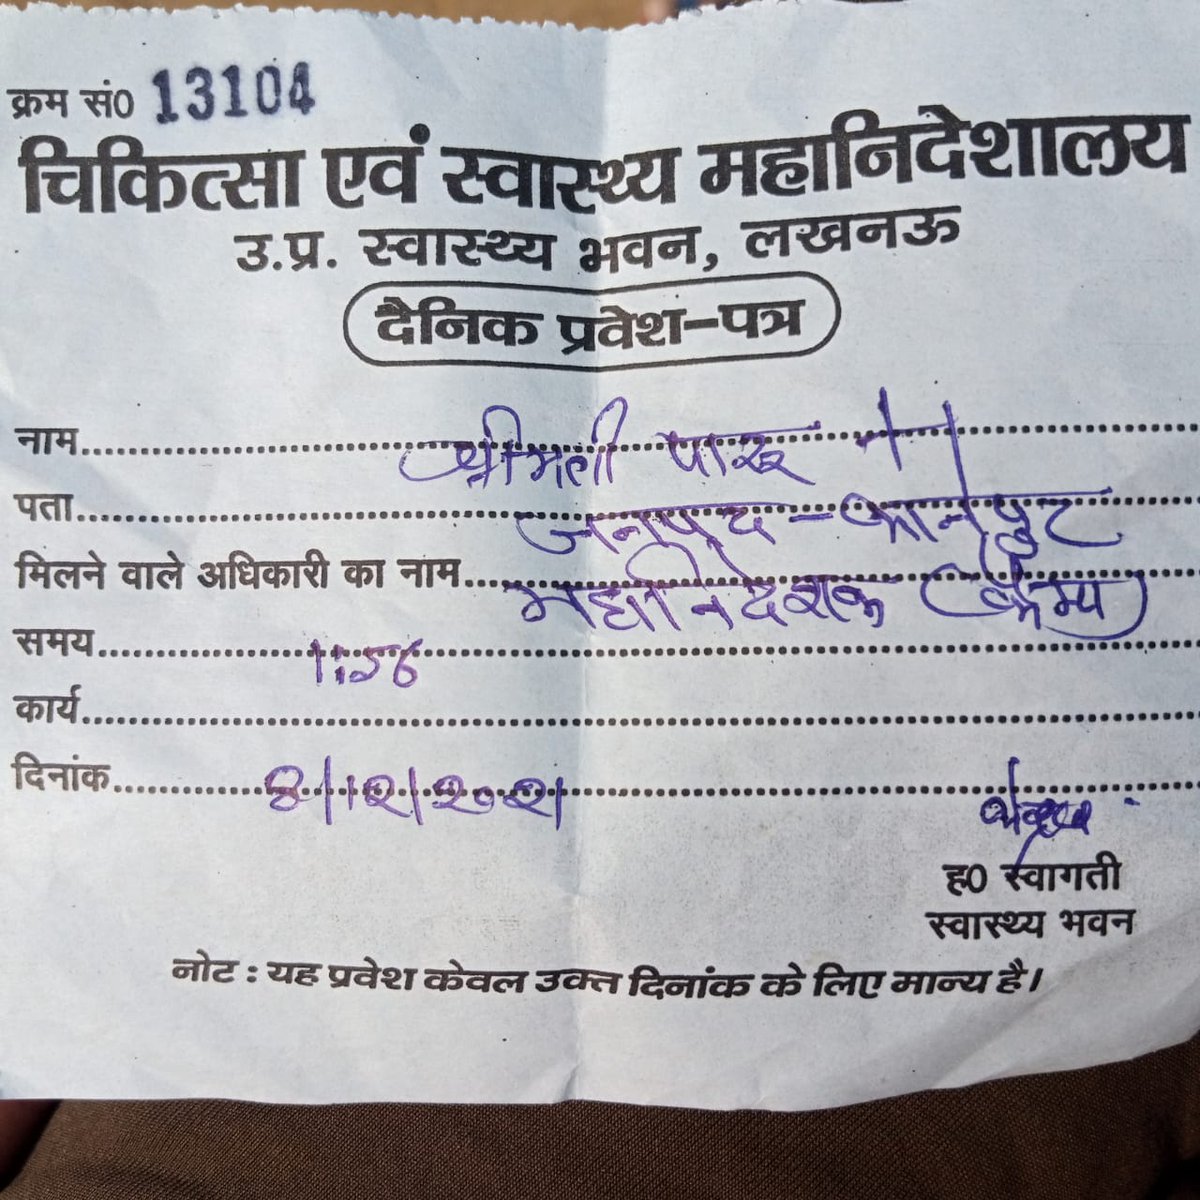 क्रम सं0 13104
चिकित्सा एवं स्वास्थ्य महानिदेशालय
उ.प्र. स्वास्थ्य भवन, लखनऊ
दैनिक प्रवेश-पत्र
नाम श्रीमती
पता जनपद - कानपुर
मिलने वाले अधिकारी का नाम महानिदेशक (कैम्प)
समय 11:56
कार्य
दिनांक 8/12/2021
ह0 स्वागती
स्वास्थ्य भवन
नोट : यह प्रवेश केवल उक्त दिनांक के लिए मान्य है।